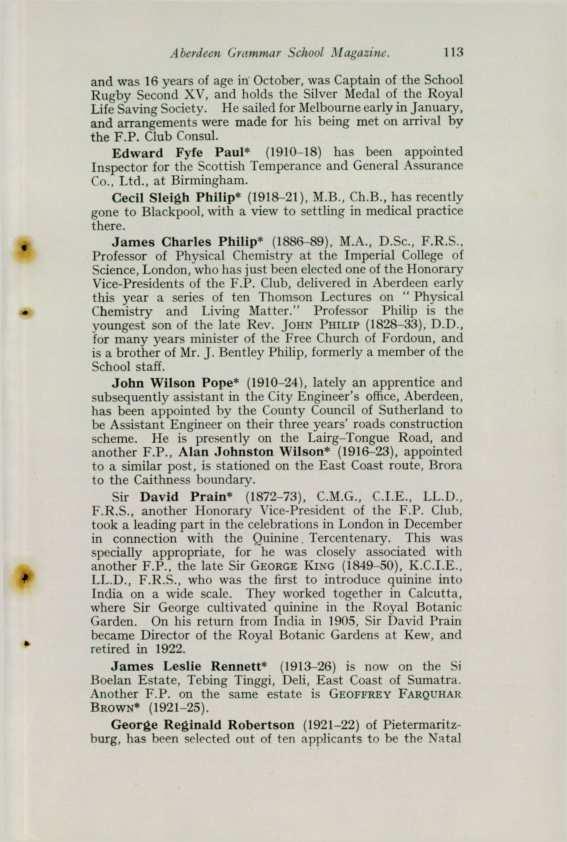 Aberdeen Grammar School Magazine. 113
and was 16 years of age in October, was Captain of the School
Rugby Second XV, and holds the Silver Medal of the Royal
Life Saving Society. He sailed for Melbourne early in January,
and arrangements were made for his being met on arrival by
the F.P. Club Consul.
Edward Fyfe Paul* (1910–18) has been appointed
Inspector for the Scottish Temperance and General Assurance
Co., Ltd., at Birmingham.
Cecil Sleigh Philip* (1918–21), M.B., Ch.B., has recently
gone to Blackpool, with a view to settling in medical practice
there.
James Charles Philip* (1886–89), M.A., D.Sc., F.R.S.,
Professor of Physical Chemistry at the Imperial College of
Science, London, who has just been elected one of the Honorary
Vice-Presidents of the F.P. Club, delivered in Aberdeen early
this year a series of ten Thomson Lectures on " Physical
Chemistry and Living Matter." Professor Philip is the
youngest son of the late Rev. JOHN PHILIP (1828–33), D.D.,
for many years minister of the Free Church of Fordoun, and
is a brother of Mr. J. Bentley Philip, formerly a member of the
School staff.
John Wilson Pope* (1910–24), lately an apprentice and
subsequently assistant in the City Engineer's office, Aberdeen,
has been appointed by the County Council of Sutherland to
be Assistant Engineer on their three years' roads construction
scheme. He is presently on the Lairg–Tongue Road, and
another F.P., Alan Johnston Wilson* (1916–23), appointed
to a similar post, is stationed on the East Coast route, Brora
to the Caithness boundary.
Sir David Prain* (1872–73), C.M.G., C.I.E., LL.D.,
F.R.S., another Honorary Vice-President of the F.P. Club,
took a leading part in the celebrations in London in December
in connection with the Quinine Tercentenary. This was
specially appropriate, for he was closely associated with
another F.P., the late Sir GEORGE KING (1849–50), K.C.I.E.,
LL.D., F.R.S., who was the first to introduce quinine into
India on a wide scale. They worked together in Calcutta,
where Sir George cultivated quinine in the Royal Botanic
Garden. On his return from India in 1905, Sir David Prain
became Director of the Royal Botanic Gardens at Kew, and
retired in 1922.
James Leslie Rennett* (1913–26) is now on the Si
Boelan Estate, Tebing Tinggi, Deli, East Coast of Sumatra.
Another F.P. on the same estate is GEOFFREY FARQUHAR
BROWN* (1921–25).
George Reginald Robertson (1921–22) of Pietermaritz-
burg, has been selected out of ten applicants to be the Natal